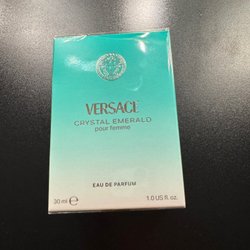 VERSACE
CRYSTAL EMERALD
pour femme
EAU DE PARFUM
30 ml e 1.0 US fl. oz.